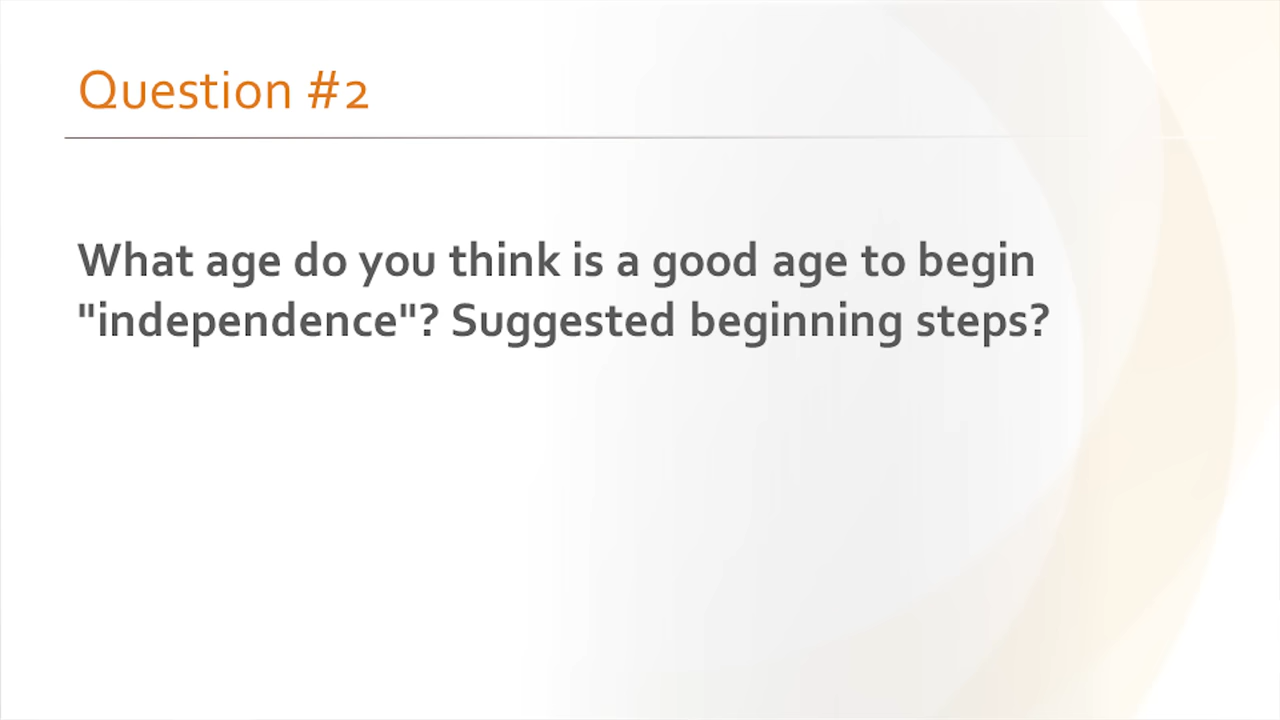 Question #2
What age do you think is a good age to begin
"independence"? Suggested beginning steps?